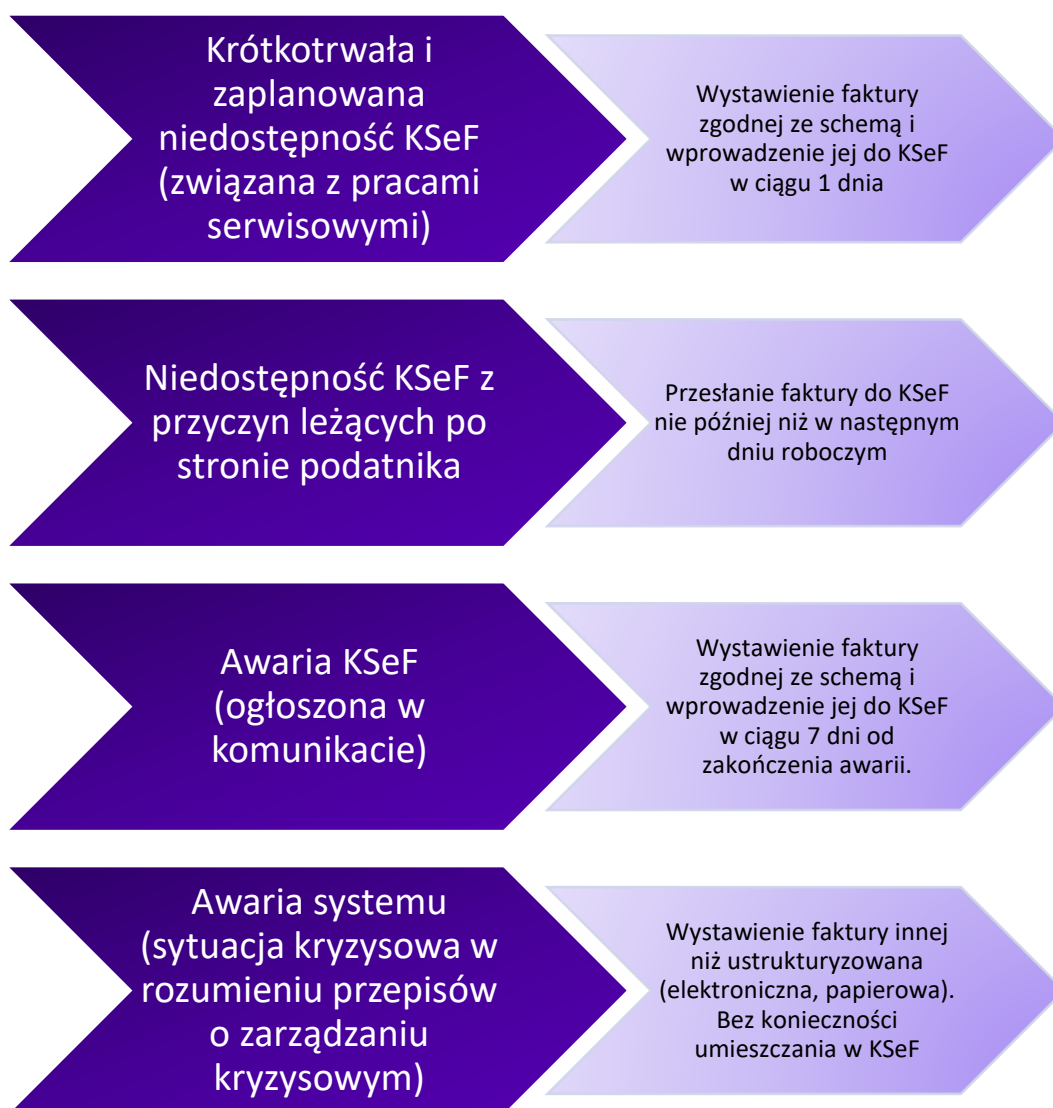 Krótkotrwała i
zaplanowana
niedostępność KSeF
(związana z pracami
serwisowymi)
Wystawienie faktury
zgodnej ze schemą i
wprowadzenie jej do KSeF
w ciągu 1 dnia
Niedostępność KSeF z
przyczyn leżących po
stronie podatnika
Przesłanie faktury do KSeF
nie później niż w następnym
dniu roboczym
Awaria KSeF
(ogłoszona w
komunikacie)
Wystawienie faktury
zgodnej ze schemą i
wprowadzenie jej do KSeF
w ciągu 7 dni od
zakończenia awarii.
Awaria systemu
(sytuacja kryzysowa w
rozumieniu przepisów
o zarządzaniu
kryzysowym)
Wystawienie faktury innej
niż ustrukturyzowana
(elektroniczna, papierowa).
Bez konieczności
umieszczania w KSeF